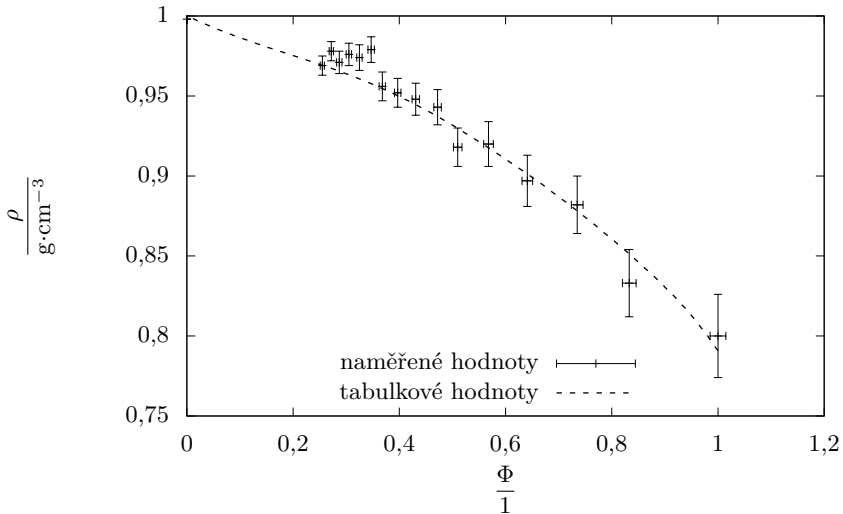 1
0,95
0,9
0,85
0,8
0,75
ρ
g·cm⁻³
naměřené hodnoty
tabulkové hodnoty
0 0,2 0,4 0,6 0,8 1 1,2
Φ
1